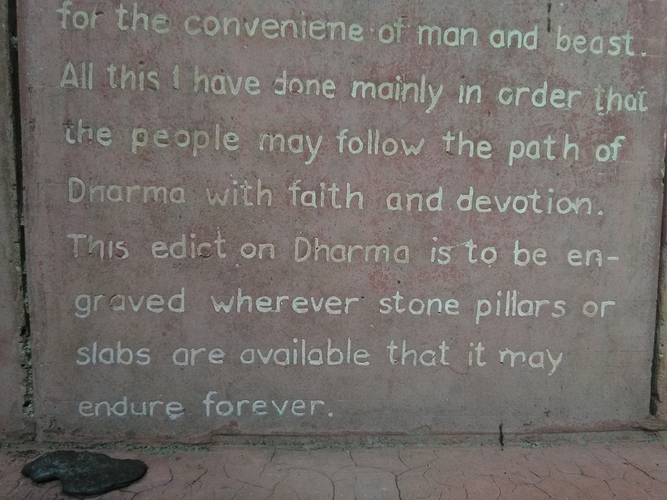 for the conveniene of man and beast.
All this I have done mainly in order that
the people may follow the path of
Dharma with faith and devotion.
This edict on Dharma is to be en-
graved wherever stone pillars or
slabs are available that it may
endure forever.